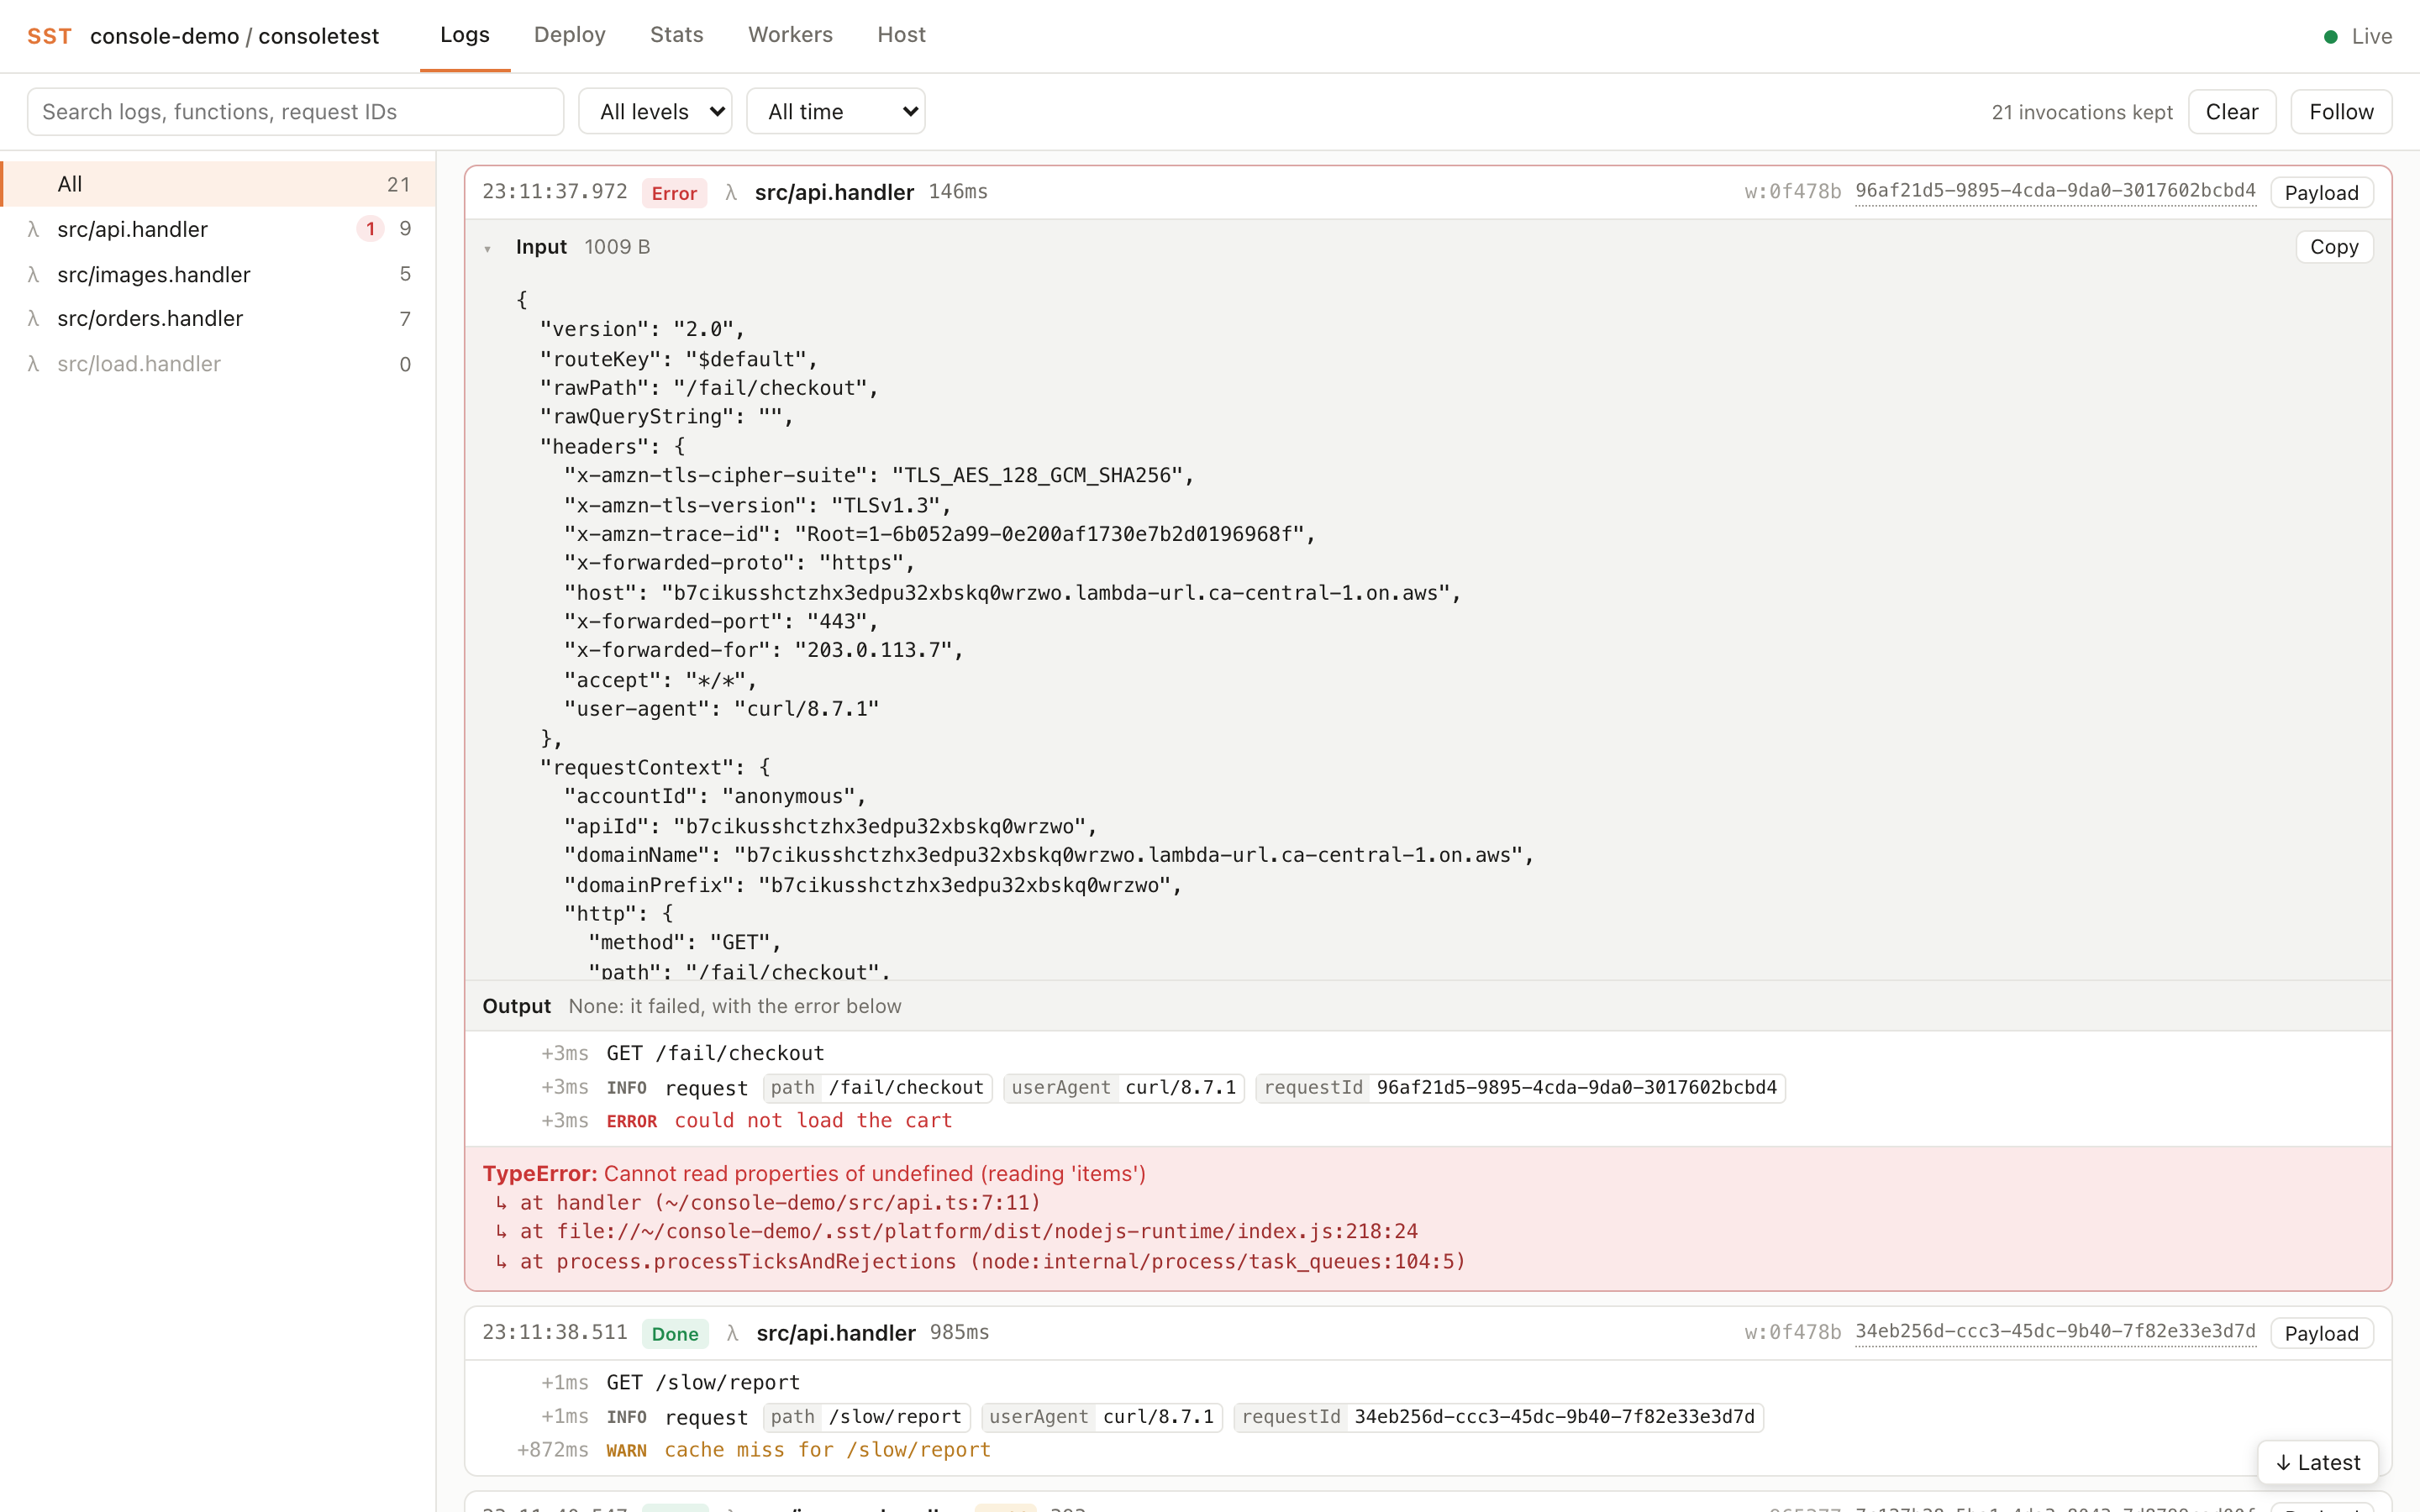 SST console-demo / consoletest Logs Deploy Stats Workers Host Live
Search logs, functions, request IDs All levels All time 21 invocations kept Clear Follow
All 21
λ src/api.handler 1 9
λ src/images.handler 5
λ src/orders.handler 7
λ src/load.handler 0
23:11:37.972 Error λ src/api.handler 146ms w:0f478b 96af21d5-9895-4cda-9da0-3017602bcbd4 Payload
▾ Input 1009 B Copy
{
"version": "2.0",
"routeKey": "$default",
"rawPath": "/fail/checkout",
"rawQueryString": "",
"headers": {
"x-amzn-tls-cipher-suite": "TLS_AES_128_GCM_SHA256",
"x-amzn-tls-version": "TLSv1.3",
"x-amzn-trace-id": "Root=1-6b052a99-0e200af1730e7b2d0196968f",
"x-forwarded-proto": "https",
"host": "b7cikusshctzhx3edpu32xbskq0wrzwo.lambda-url.ca-central-1.on.aws",
"x-forwarded-port": "443",
"x-forwarded-for": "203.0.113.7",
"accept": "*/*",
"user-agent": "curl/8.7.1"
},
"requestContext": {
"accountId": "anonymous",
"apiId": "b7cikusshctzhx3edpu32xbskq0wrzwo",
"domainName": "b7cikusshctzhx3edpu32xbskq0wrzwo.lambda-url.ca-central-1.on.aws",
"domainPrefix": "b7cikusshctzhx3edpu32xbskq0wrzwo",
"http": {
"method": "GET",
"path": "/fail/checkout",
Output None: it failed, with the error below
+3ms GET /fail/checkout
+3ms INFO request path /fail/checkout userAgent curl/8.7.1 requestId 96af21d5-9895-4cda-9da0-3017602bcbd4
+3ms ERROR could not load the cart
TypeError: Cannot read properties of undefined (reading 'items')
↳ at handler (~/console-demo/src/api.ts:7:11)
↳ at file://~/console-demo/.sst/platform/dist/nodejs-runtime/index.js:218:24
↳ at process.processTicksAndRejections (node:internal/process/task_queues:104:5)
23:11:38.511 Done λ src/api.handler 985ms w:0f478b 34eb256d-ccc3-45dc-9b40-7f82e33e3d7d Payload
+1ms GET /slow/report
+1ms INFO request path /slow/report userAgent curl/8.7.1 requestId 34eb256d-ccc3-45dc-9b40-7f82e33e3d7d
+872ms WARN cache miss for /slow/report
↓ Latest